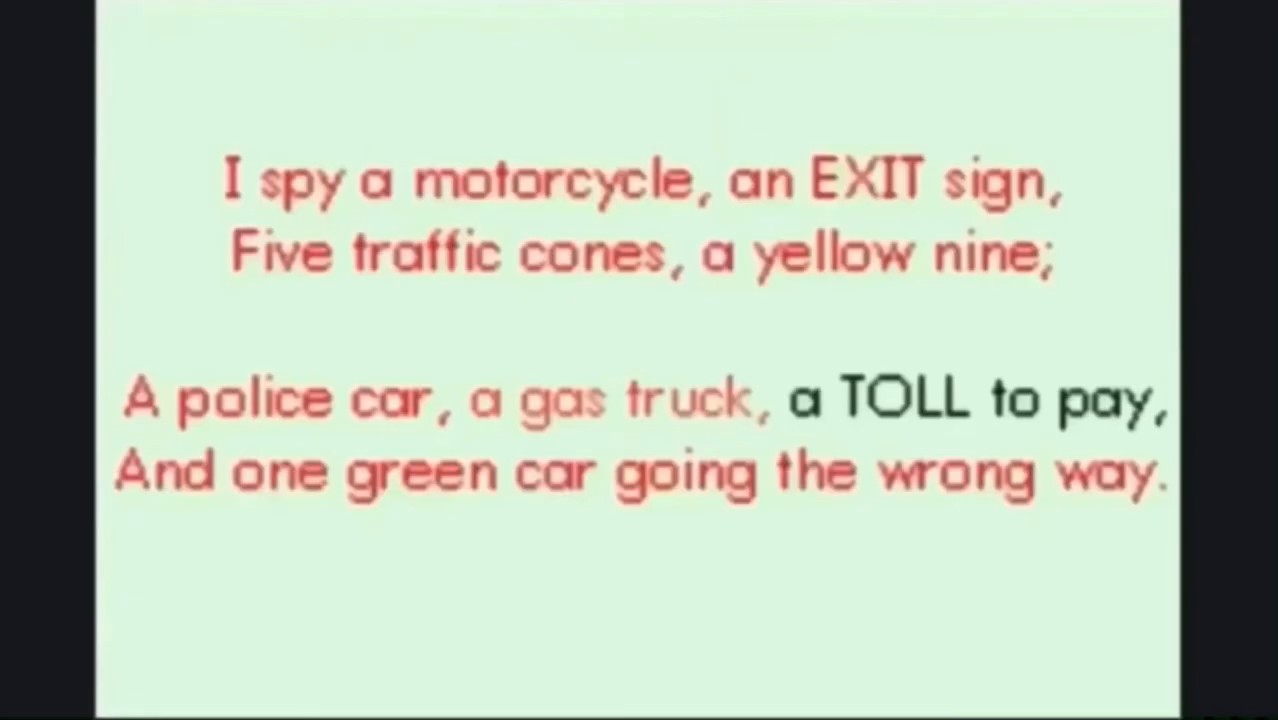 I spy a motorcycle, an EXIT sign,
Five traffic cones, a yellow nine;
A police car, a gas truck, a TOLL to pay,
And one green car going the wrong way.